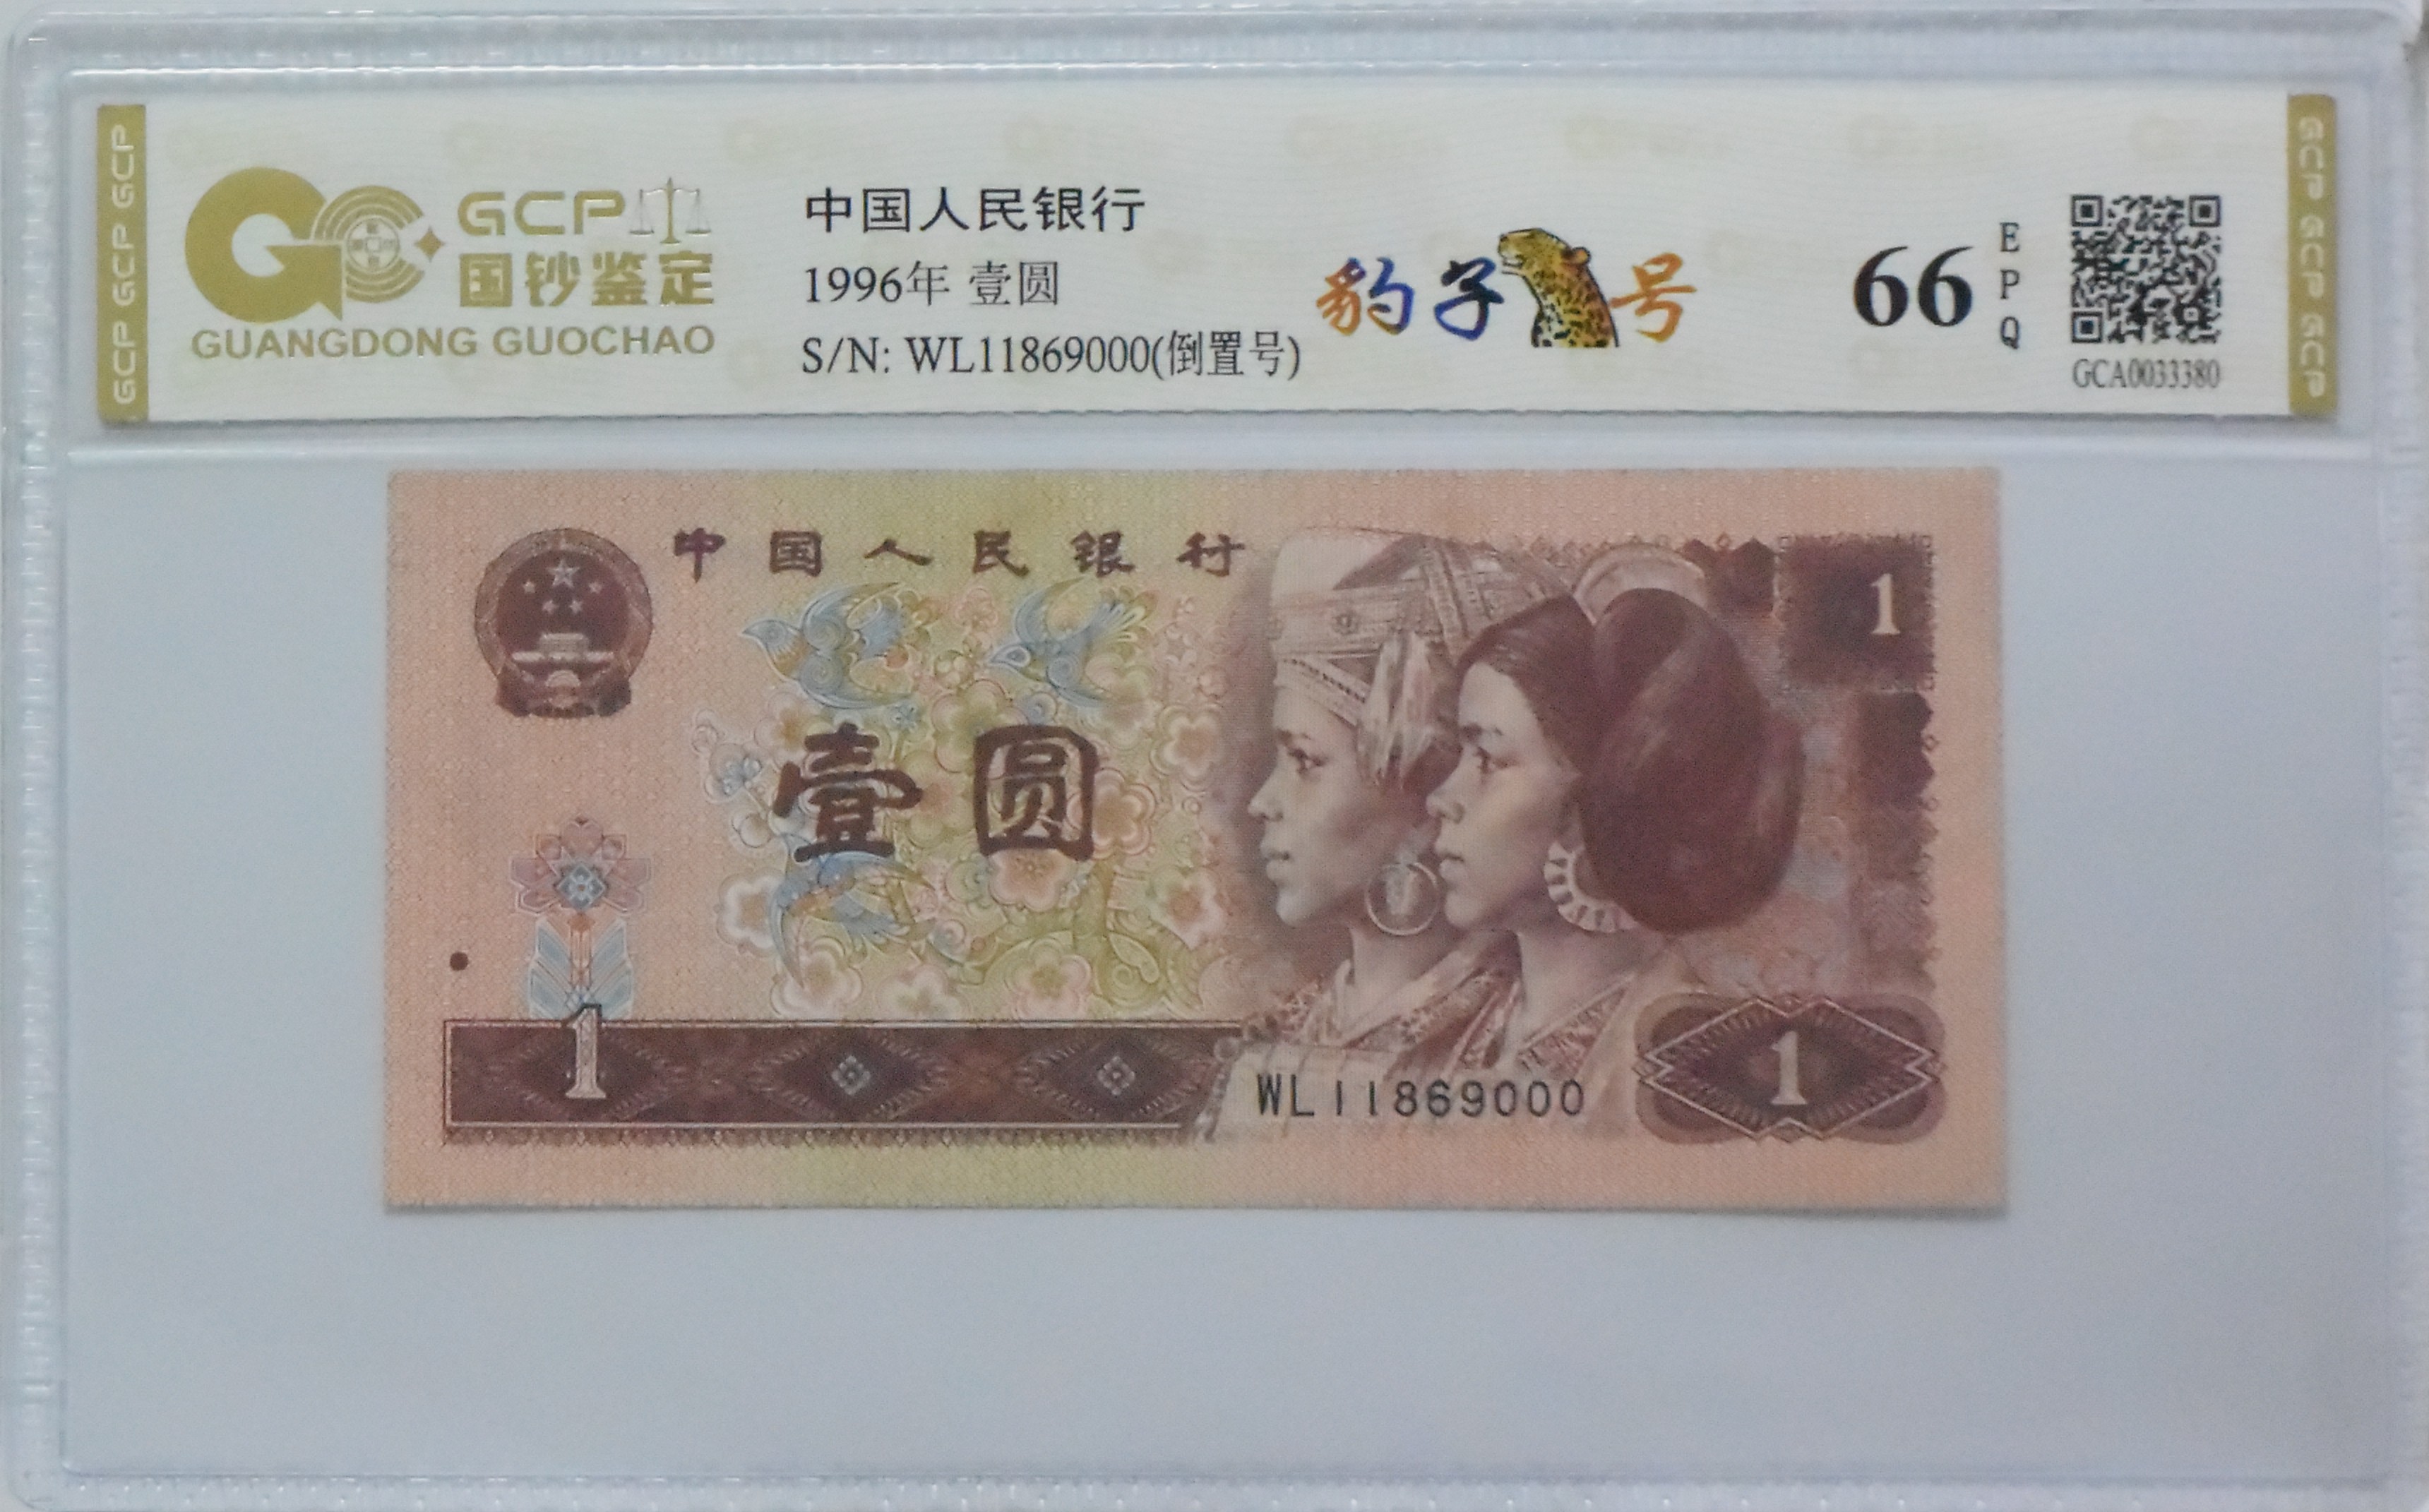 GCP GCP GCP
GCP
国钞鉴定
GUANGDONG GUOCHAO
中国人民银行
1996年 壹圆
S/N: WL11869000(倒置号)
豹子号
66
EPQ
GCA0033380
GCP GCP GCP
中国人民银行
1
壹圆
1
WL11869000
1